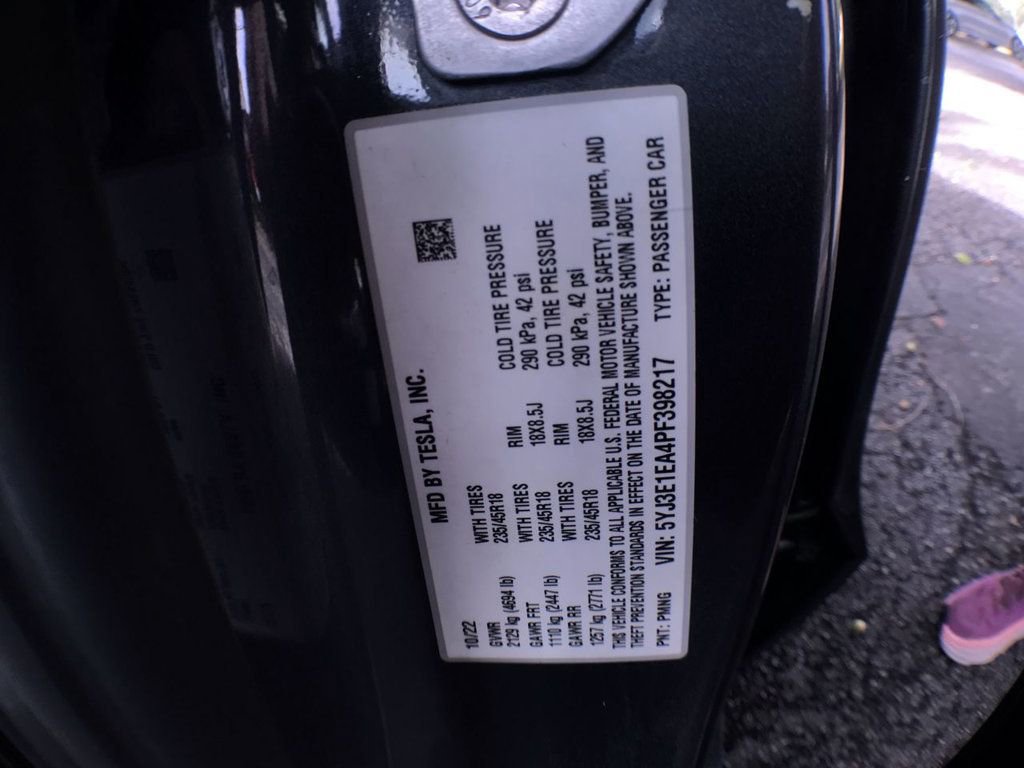 MFD BY TESLA, INC.
10/22
GVWR WITH TIRES RIM COLD TIRE PRESSURE
2129 kg (4694 lb) 235/45R18 18X8.5J 290 kPa, 42 psi
GAWR FRT WITH TIRES RIM COLD TIRE PRESSURE
1110 kg (2447 lb) 235/45R18 18X8.5J 290 kPa, 42 psi
GAWR RR WITH TIRES
1257 kg (2771 lb) 235/45R18
THIS VEHICLE CONFORMS TO ALL APPLICABLE U.S. FEDERAL MOTOR VEHICLE SAFETY, BUMPER, AND
THEFT PREVENTION STANDARDS IN EFFECT ON THE DATE OF MANUFACTURE SHOWN ABOVE.
PNT: PMNG VIN: 5YJ3E1EA4PF398217 TYPE: PASSENGER CAR